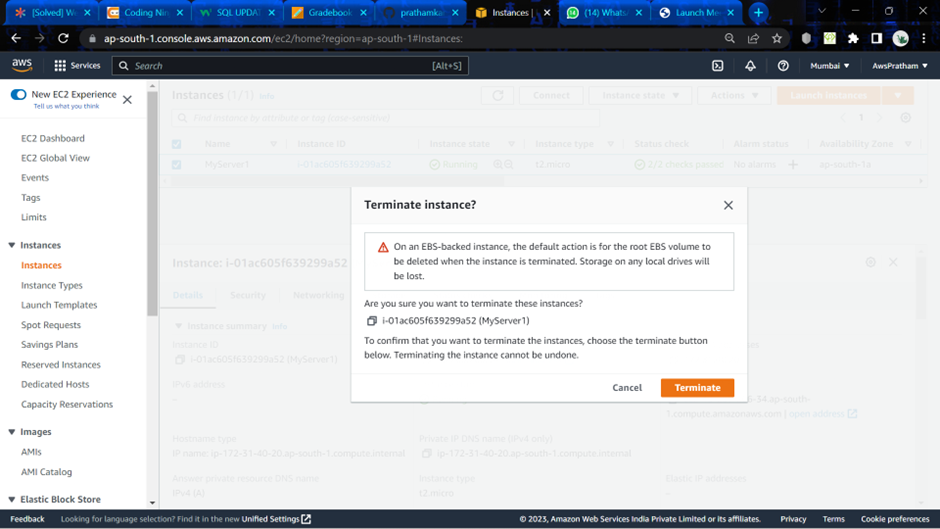 {Solved} W
Coding Nin
SQL UPDAT
Gradebook
prathamka
Instances |
(14) Whats
Launch Me
ap-south-1.console.aws.amazon.com/ec2/home?region=ap-south-1#Instances:
aws
Services
Search
[Alt+S]
Mumbai
AwsPratham
New EC2 Experience
Tell us what you think
EC2 Dashboard
EC2 Global View
Events
Tags
Limits
Instances
Instances
Instance Types
Launch Templates
Spot Requests
Savings Plans
Reserved Instances
Dedicated Hosts
Capacity Reservations
Images
AMIs
AMI Catalog
Elastic Block Store
Instances (1/1) Info
Connect
Instance state
Actions
Launch instances
Find instance by attribute or tag (case-sensitive)
1
Name
Instance ID
Instance state
Instance type
Status check
Alarm status
Availability Zone
MyServer1
i-01ac605f639299a52
Running
t2.micro
2/2 checks passed
No alarms
ap-south-1a
Instance: i-01ac605f639299a52
Details
Security
Networking
Instance summary Info
Instance ID
i-01ac605f639299a52 (MyServer1)
IPv6 address
–
Hostname type
IP name: ip-172-31-40-20.ap-south-1.compute.internal
Answer private resource DNS name
IPv4 (A)
Terminate instance?
On an EBS-backed instance, the default action is for the root EBS volume to
be deleted when the instance is terminated. Storage on any local drives will
be lost.
Are you sure you want to terminate these instances?
i-01ac605f639299a52 (MyServer1)
To confirm that you want to terminate the instances, choose the terminate button
below. Terminating the instance cannot be undone.
Cancel
Terminate
1.compute.amazonaws.com | open address
Private IP DNS name (IPv4 only)
ip-172-31-40-20.ap-south-1.compute.internal
Instance type
t2.micro
Elastic IP addresses
–
Feedback
Looking for language selection? Find it in the new Unified Settings
© 2023, Amazon Web Services India Private Limited or its affiliates.
Privacy
Terms
Cookie preferences